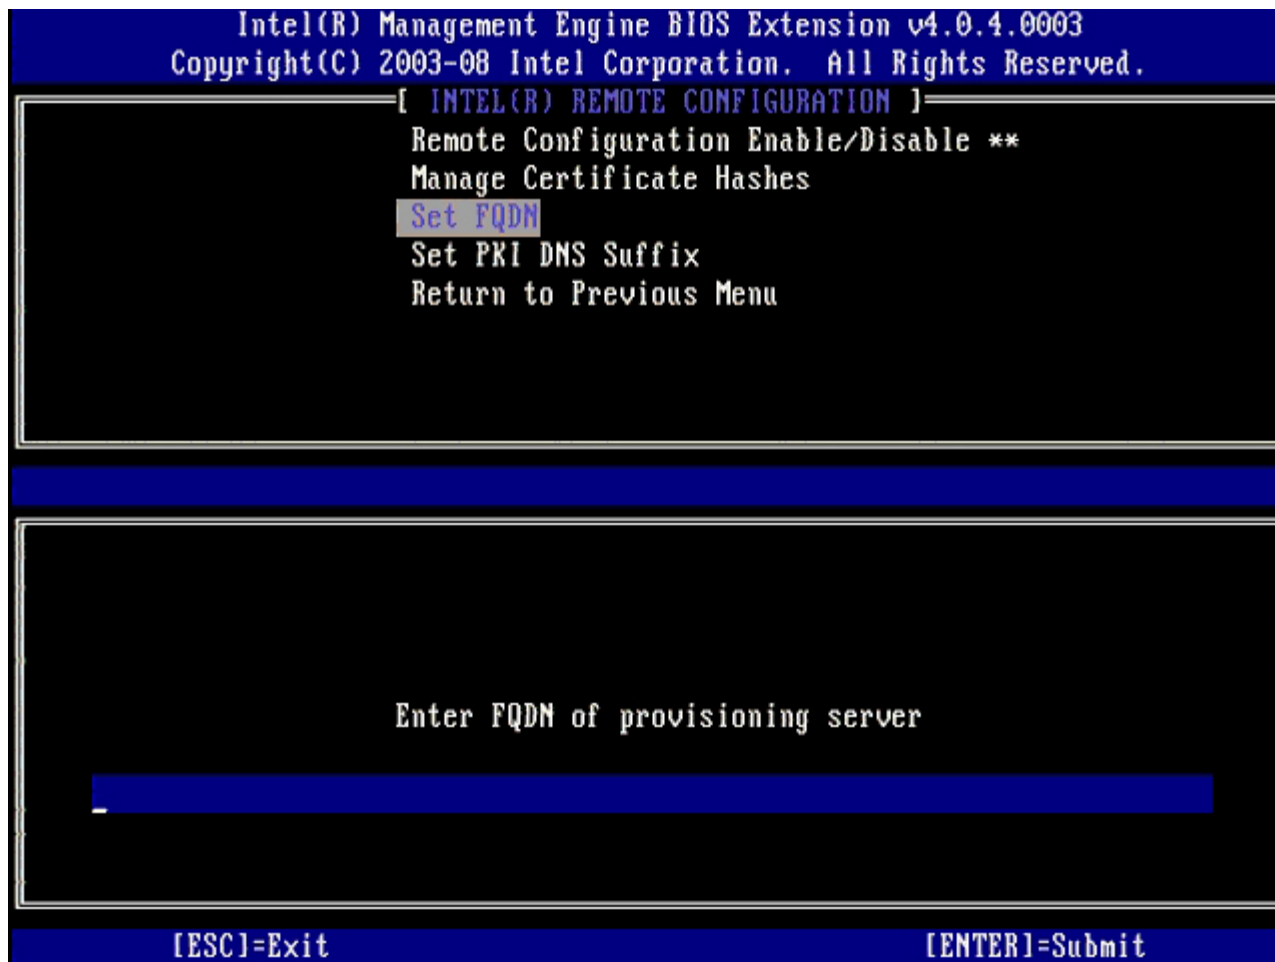 Intel(R) Management Engine BIOS Extension v4.0.4.0003
Copyright(C) 2003-08 Intel Corporation. All Rights Reserved.
[ INTEL(R) REMOTE CONFIGURATION ]
Remote Configuration Enable/Disable **
Manage Certificate Hashes
Set FQDN
Set PKI DNS Suffix
Return to Previous Menu
Enter FQDN of provisioning server
[ESC]=Exit [ENTER]=Submit